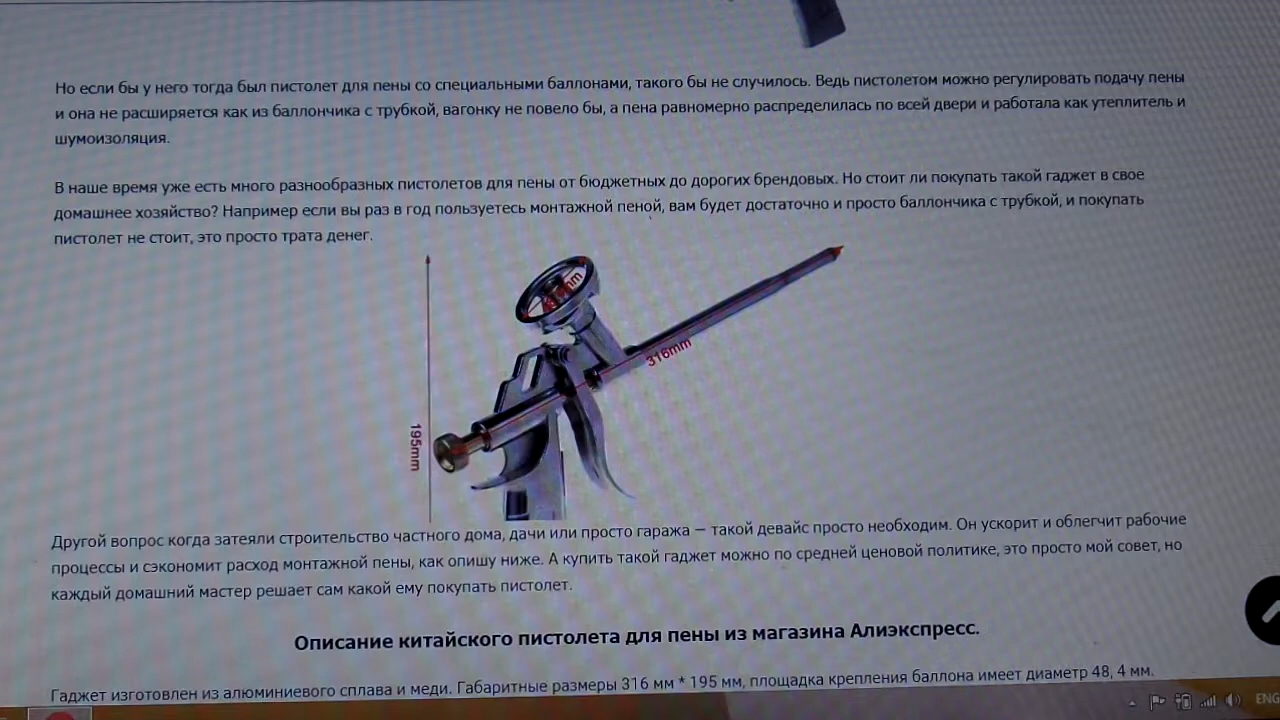 Но если бы у него тогда был пистолет для пены со специальными баллонами, такого бы не случилось. Ведь пистолетом можно регулировать подачу пены
и она не расширяется как из баллончика с трубкой, вагонку не повело бы, а пена равномерно распределилась по всей двери и работала как утеплитель и
шумоизоляция.
В наше время уже есть много разнообразных пистолетов для пены от бюджетных до дорогих брендовых. Но стоит ли покупать такой гаджет в свое
домашнее хозяйство? Например если вы раз в год пользуетесь монтажной пеной, вам будет достаточно и просто баллончика с трубкой, и покупать
пистолет не стоит, это просто трата денег.
316mm
195mm
Другой вопрос когда затеяли строительство частного дома, дачи или просто гаража – такой девайс просто необходим. Он ускорит и облегчит рабочие
процессы и сэкономит расход монтажной пены, как опишу ниже. А купить такой гаджет можно по средней ценовой политике, это просто мой совет, но
каждый домашний мастер решает сам какой ему покупать пистолет.
Описание китайского пистолета для пены из магазина Алиэкспресс.
Гаджет изготовлен из алюминиевого сплава и меди. Габаритные размеры 316 мм * 195 мм, площадка крепления баллона имеет диаметр 48, 4 мм.
ENG